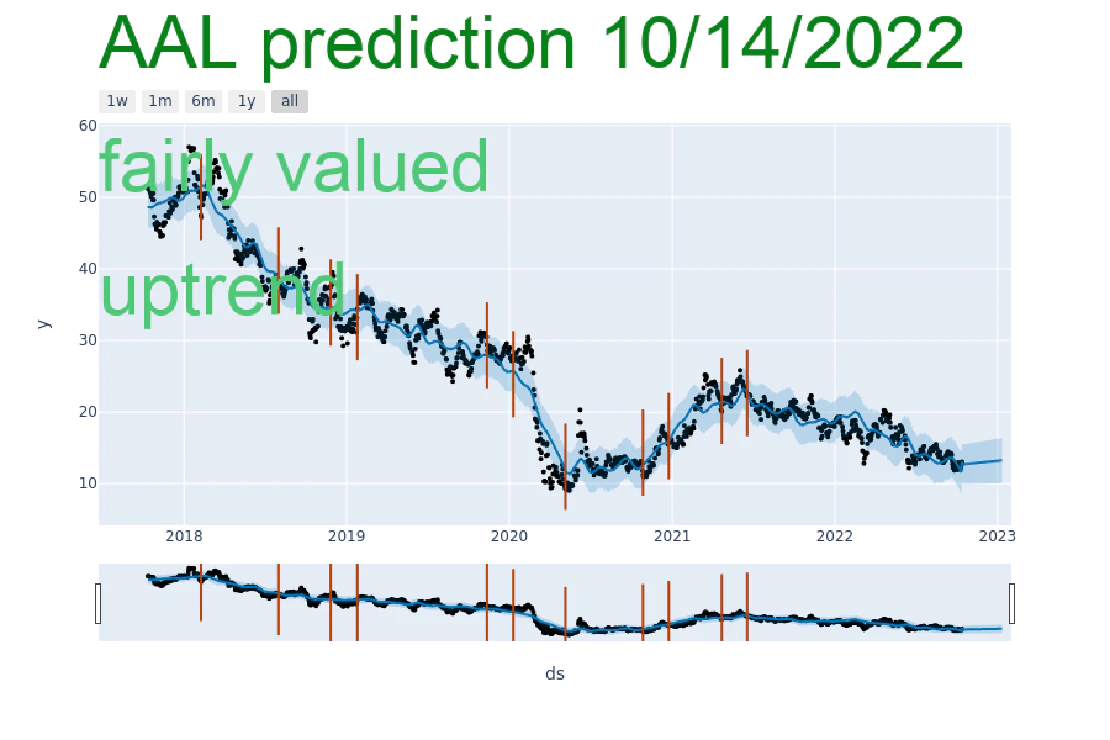 AAL prediction 10/14/2022
1w 1m 6m 1y all
60
fairly valued
50
40
uptrend
30
y
20
10
2018 2019 2020 2021 2022 2023
ds